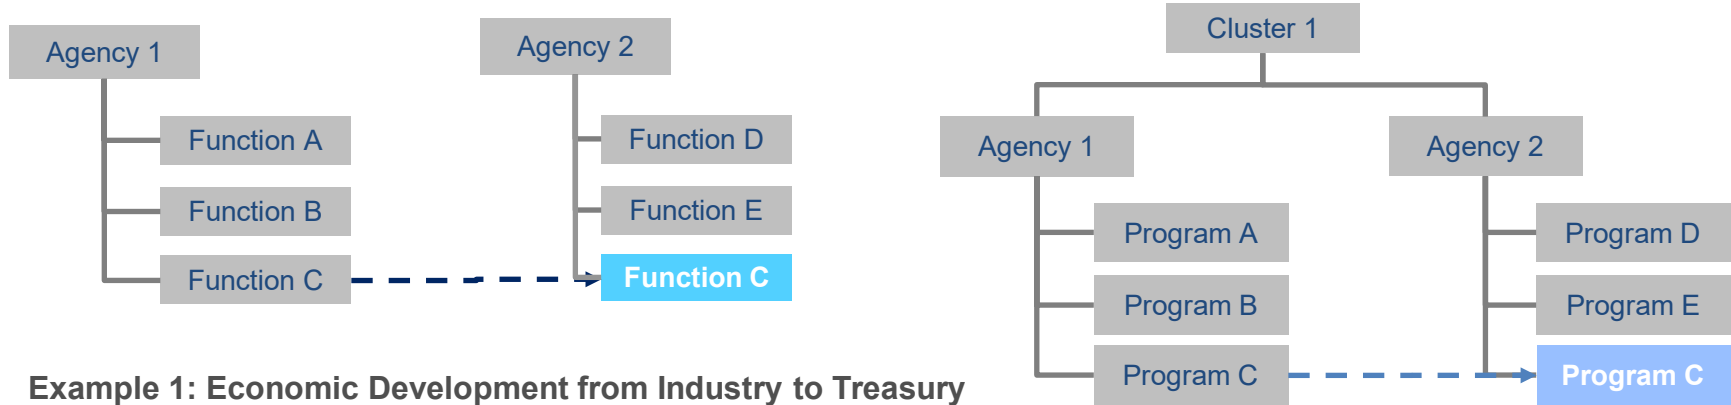 Agency 1
Function A
Function B
Function C
Agency 2
Function D
Function E
Function C
Example 1: Economic Development from Industry to Treasury
Cluster 1
Agency 1
Program A
Program B
Program C
Agency 2
Program D
Program E
Program C